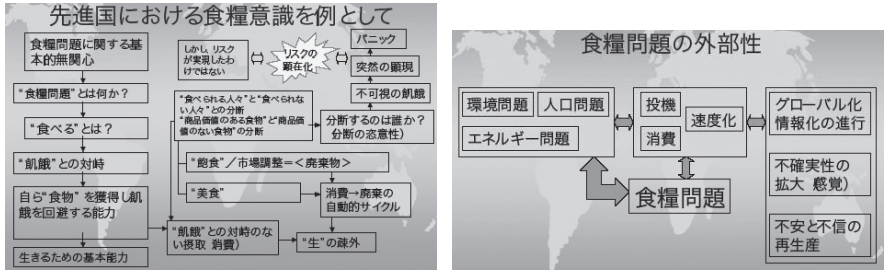 先進国における食糧意識を例として
食糧問題に関する基
本的無関心
“食糧問題”とは何か?
“食べる”とは?
“飢餓”との対峙
自ら“食物”を獲得し飢
餓を回避する能力
生きるための基本能力
しかし、リスク
が実現したわ
けではない
リスクの
顕在化
パニック
突然の顕現
不可視の飢餓
分断するのは誰か?
分断の恣意性)
“食べられる人々”と“食べられな
い人々”との分断
“商品価値のある食物”と“商品価
値のない食物”の分断
“飽食”/市場調整=<廃棄物>
“美食”
消費→廃棄の
自動的サイクル
“飢餓”との対峙のな
い摂取 消費)
“生”の疎外
食糧問題の外部性
環境問題
人口問題
エネルギー問題
投機
消費
速度化
グローバル化
情報化の進行
不確実性の
拡大 感覚)
不安と不信の
再生産
食糧問題